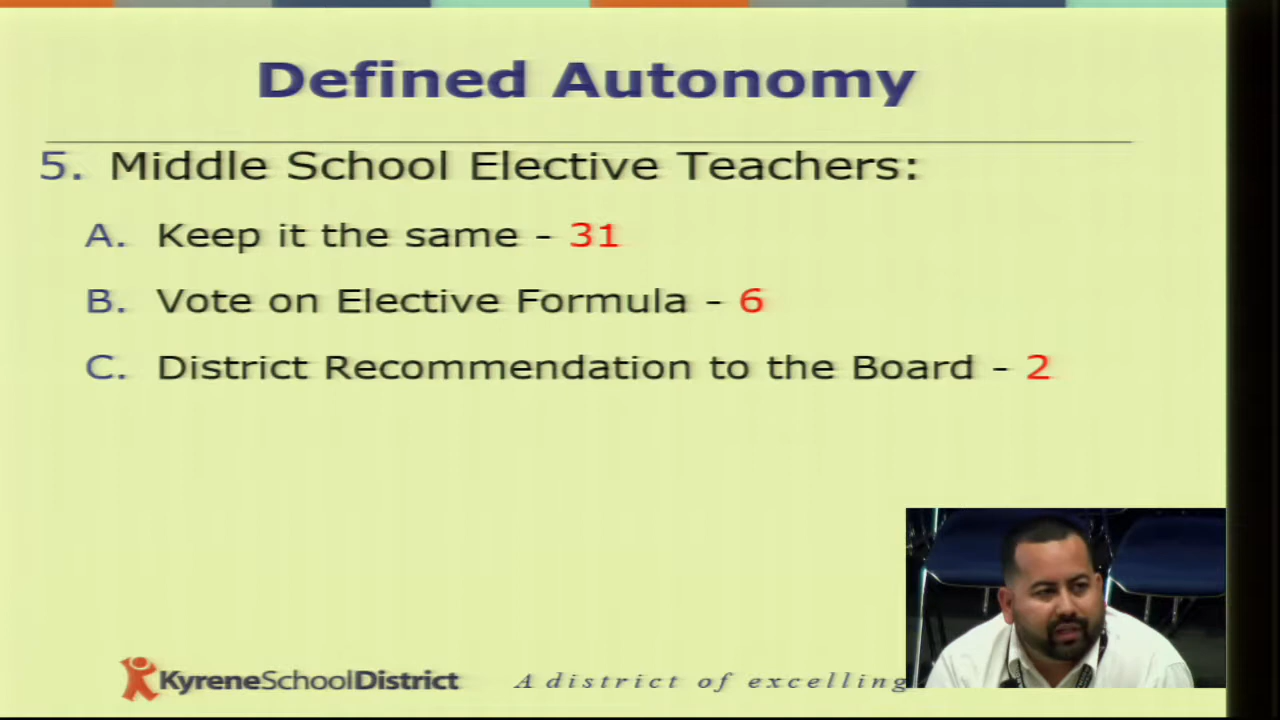 Defined Autonomy
5. Middle School Elective Teachers:
A. Keep it the same - 31
B. Vote on Elective Formula - 6
C. District Recommendation to the Board - 2
KyreneSchoolDistrict
A district of excelling